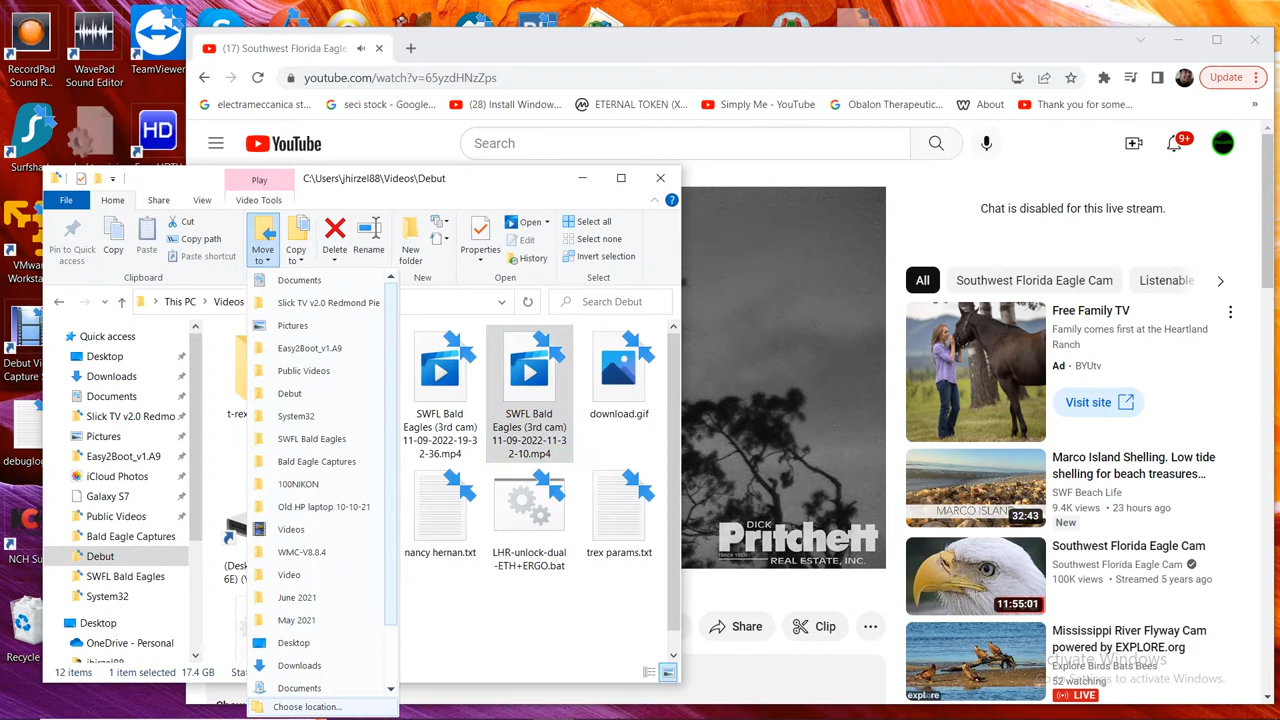 RecordPad
Sound R...
WavePad
Sound Editor
TeamViewer
Surfsha
HD
VMwar
Workst
Debut Vi
Capture S
debuglog
NCH Su
Recycle
(17) Southwest Florida Eagle
youtube.com/watch?v=65yzdHNzZps
Update
electrameccanica st...
seci stock - Google...
(28) Install Window...
ETERNAL TOKEN (X...
Simply Me - YouTube
Obalon Therapeutic...
About
Thank you for some...
»
YouTube
Search
9+
Play
C:\Users\jhirzel88\Videos\Debut
File
Home
Share
View
Video Tools
Pin to Quick
access
Copy
Paste
Cut
Copy path
Paste shortcut
Clipboard
Move
to
Copy
to
Delete
Rename
New
folder
New
Properties
Open
Edit
History
Open
Select all
Select none
Invert selection
Select
This PC
Videos
Search Debut
Quick access
Desktop
Downloads
Documents
Slick TV v2.0 Redmo
Pictures
Easy2Boot_v1.A9
iCloud Photos
Galaxy S7
Public Videos
Bald Eagle Captures
Debut
SWFL Bald Eagles
System32
Desktop
OneDrive - Personal
jhirzel88
12 items
1 item selected
17.4 GB
Stat
Documents
Slick TV v2.0 Redmond Pie
Pictures
Easy2Boot_v1.A9
Public Videos
Debut
System32
SWFL Bald Eagles
Bald Eagle Captures
100NIKON
Old HP laptop 10-10-21
Videos
WMC-V8.8.4
Video
June 2021
May 2021
Desktop
Downloads
Documents
Choose location...
t-rex
(Desk
6E) (
SWFL Bald
Eagles (3rd cam)
11-09-2022-19-3
2-36.mp4
SWFL Bald
Eagles (3rd cam)
11-09-2022-11-3
2-10.mp4
download.gif
nancy hernan.txt
LHR-unlock-dual
-ETH+ERGO.bat
trex params.txt
DICK
Pritchett
REAL ESTATE, INC.
Share
Clip
Chat is disabled for this live stream.
All
Southwest Florida Eagle Cam
Listenable
Free Family TV
Family comes first at the Heartland
Ranch
Ad • BYUtv
Visit site
Marco Island Shelling. Low tide
shelling for beach treasures...
SWF Beach Life
9.4K views • 23 hours ago
New
MARCO ISLAND
32:43
Southwest Florida Eagle Cam
Southwest Florida Eagle Cam
100K views • Streamed 5 years ago
11:55:01
Mississippi River Flyway Cam
powered by EXPLORE.org
Explore Birds Bats Bees
52 watching
LIVE
explore
Activate Windows
Go to Settings to activate Windows.